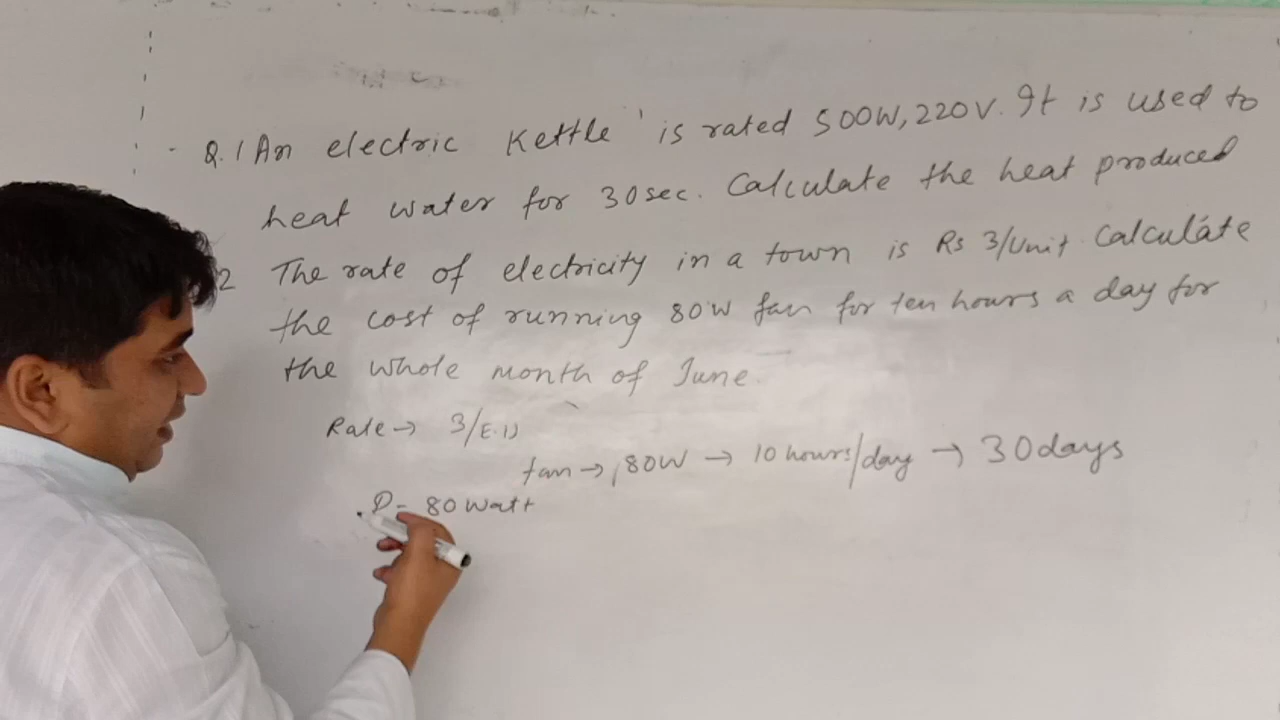 Q.1 An electric Kettle is rated 500W, 220V. It is used to
heat water for 30sec. Calculate the heat produced
2 The rate of electricity in a town is Rs 3/Unit. Calculate
the cost of running 80W fan for ten hours a day for
the whole month of June.
Rate → 3/E.U
fan → 80W → 10 hours/day → 30days
P- 80 Watt